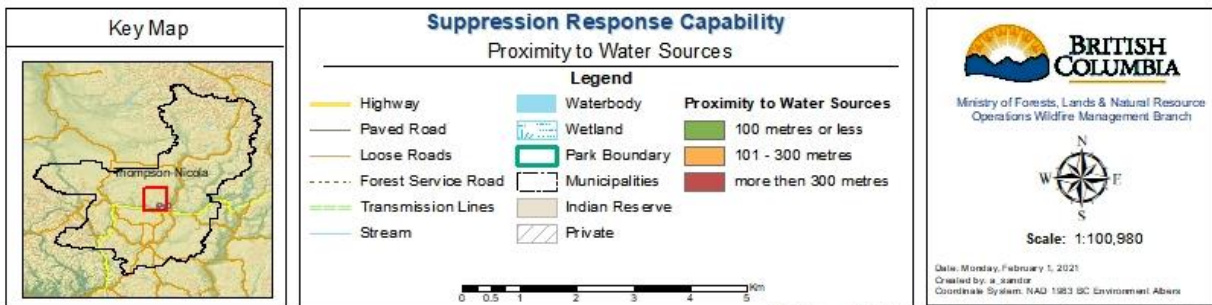 Key Map
Thompson-Nicola
Suppression Response Capability
Proximity to Water Sources
Legend
Highway
Paved Road
Loose Roads
Forest Service Road
Transmission Lines
Stream
Waterbody
Wetland
Park Boundary
Municipalities
Indian Reserve
Private
Proximity to Water Sources
100 metres or less
101 - 300 metres
more then 300 metres
0 0.5 1 2 3 4 5 Km
BRITISH
COLUMBIA
Ministry of Forests, Lands & Natural Resource
Operations Wildfire Management Branch
N
W E
S
Scale: 1:100,980
Date: Monday, February 1, 2021
Created by: a_sandor
Coordinate System: NAD 1983 BC Environment Albers